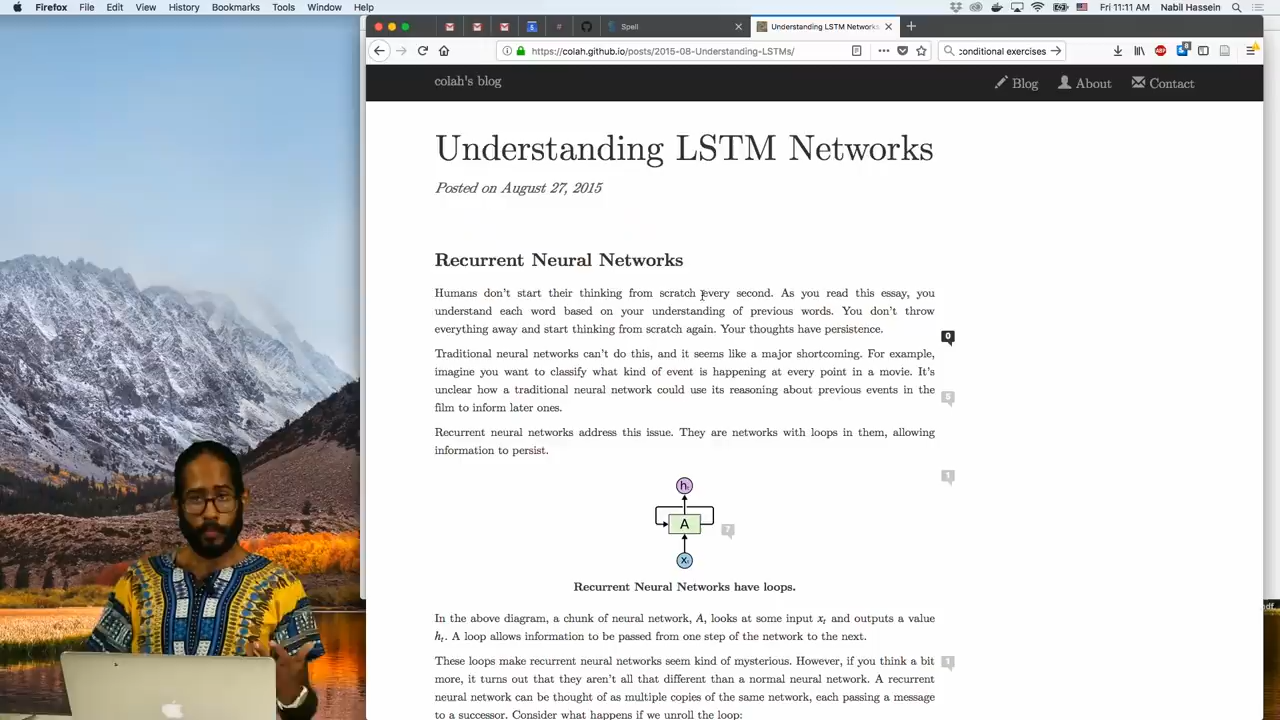 Firefox File Edit View History Bookmarks Tools Window Help Fri 11:11 AM Nabil Hassein
Spell Understanding LSTM Networks
https://colah.github.io/posts/2015-08-Understanding-LSTMs/ conditional exercises
colah's blog Blog About Contact
Understanding LSTM Networks
Posted on August 27, 2015
Recurrent Neural Networks
Humans don't start their thinking from scratch every second. As you read this essay, you
understand each word based on your understanding of previous words. You don't throw
everything away and start thinking from scratch again. Your thoughts have persistence.
0
Traditional neural networks can't do this, and it seems like a major shortcoming. For example,
imagine you want to classify what kind of event is happening at every point in a movie. It's
unclear how a traditional neural network could use its reasoning about previous events in the
5
film to inform later ones.
Recurrent neural networks address this issue. They are networks with loops in them, allowing
information to persist.
1
h
A
7
x
Recurrent Neural Networks have loops.
In the above diagram, a chunk of neural network, A, looks at some input xt and outputs a value
ht. A loop allows information to be passed from one step of the network to the next.
These loops make recurrent neural networks seem kind of mysterious. However, if you think a bit
1
more, it turns out that they aren't all that different than a normal neural network. A recurrent
neural network can be thought of as multiple copies of the same network, each passing a message
to a successor. Consider what happens if we unroll the loop: